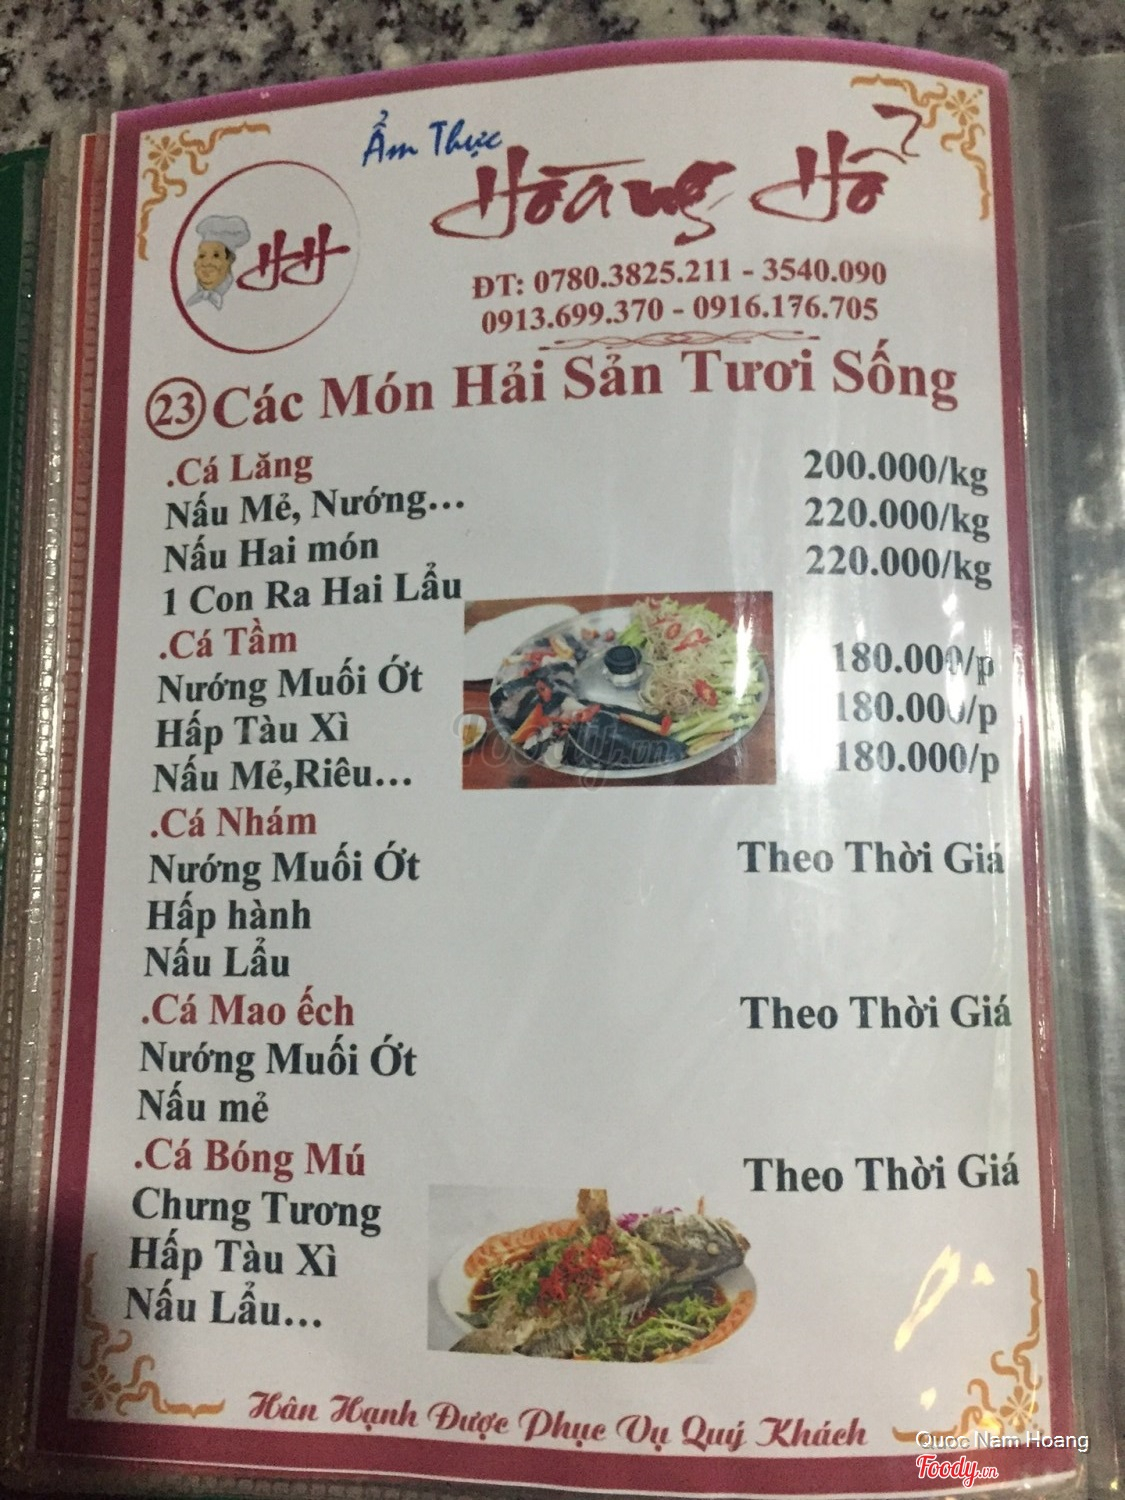 Ẩm Thực
Hoàng Hổ
HH
ĐT: 0780.3825.211 - 3540.090
0913.699.370 - 0916.176.705
23 Các Món Hải Sản Tươi Sống
.Cá Lăng
Nấu Mẻ, Nướng... 200.000/kg
Nấu Hai món 220.000/kg
1 Con Ra Hai Lẩu 220.000/kg
.Cá Tầm
Nướng Muối Ớt 180.000/p
Hấp Tàu Xì 180.000/p
Nấu Mẻ,Riêu... 180.000/p
.Cá Nhám
Nướng Muối Ớt Theo Thời Giá
Hấp hành
Nấu Lẩu
.Cá Mao ếch Theo Thời Giá
Nướng Muối Ớt
Nấu mẻ
.Cá Bóng Mú Theo Thời Giá
Chưng Tương
Hấp Tàu Xì
Nấu Lẩu...
Hân Hạnh Được Phục Vụ Quý Khách
Foody.vn
Quoc Nam Hoang
Foody.vn